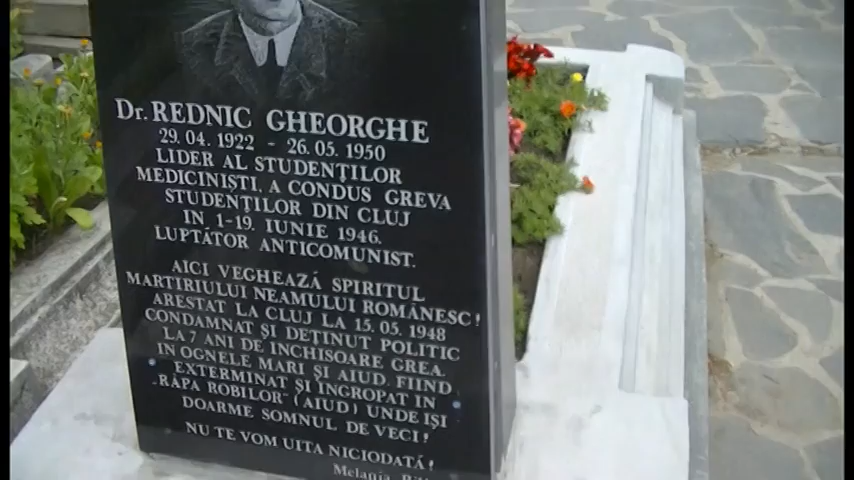 Dr. REDNIC GHEORGHE
29.04. 1922 - 26.05. 1950
LIDER AL STUDENȚILOR
MEDICINIȘTI. A CONDUS GREVA
STUDENȚILOR DIN CLUJ
IN 1-19. IUNIE 1946.
LUPTĂTOR ANTICOMUNIST.
AICI VEGHEAZĂ SPIRITUL
MARTIRIULUI NEAMULUI ROMÂNESC!
ARESTAT LA CLUJ LA 15.05. 1948
CONDAMNAT ȘI DEȚINUT POLITIC
LA 7 ANI DE INCHISOARE GREA.
IN OGNELE MARI ȘI AIUD. FIIND
EXTERMINAT ȘI INGROPAT IN
„RÂPA ROBILOR" (AIUD) UNDE IȘI
DOARME SOMNUL DE VECI!
NU TE VOM UITA NICIODATĂ!
Melania